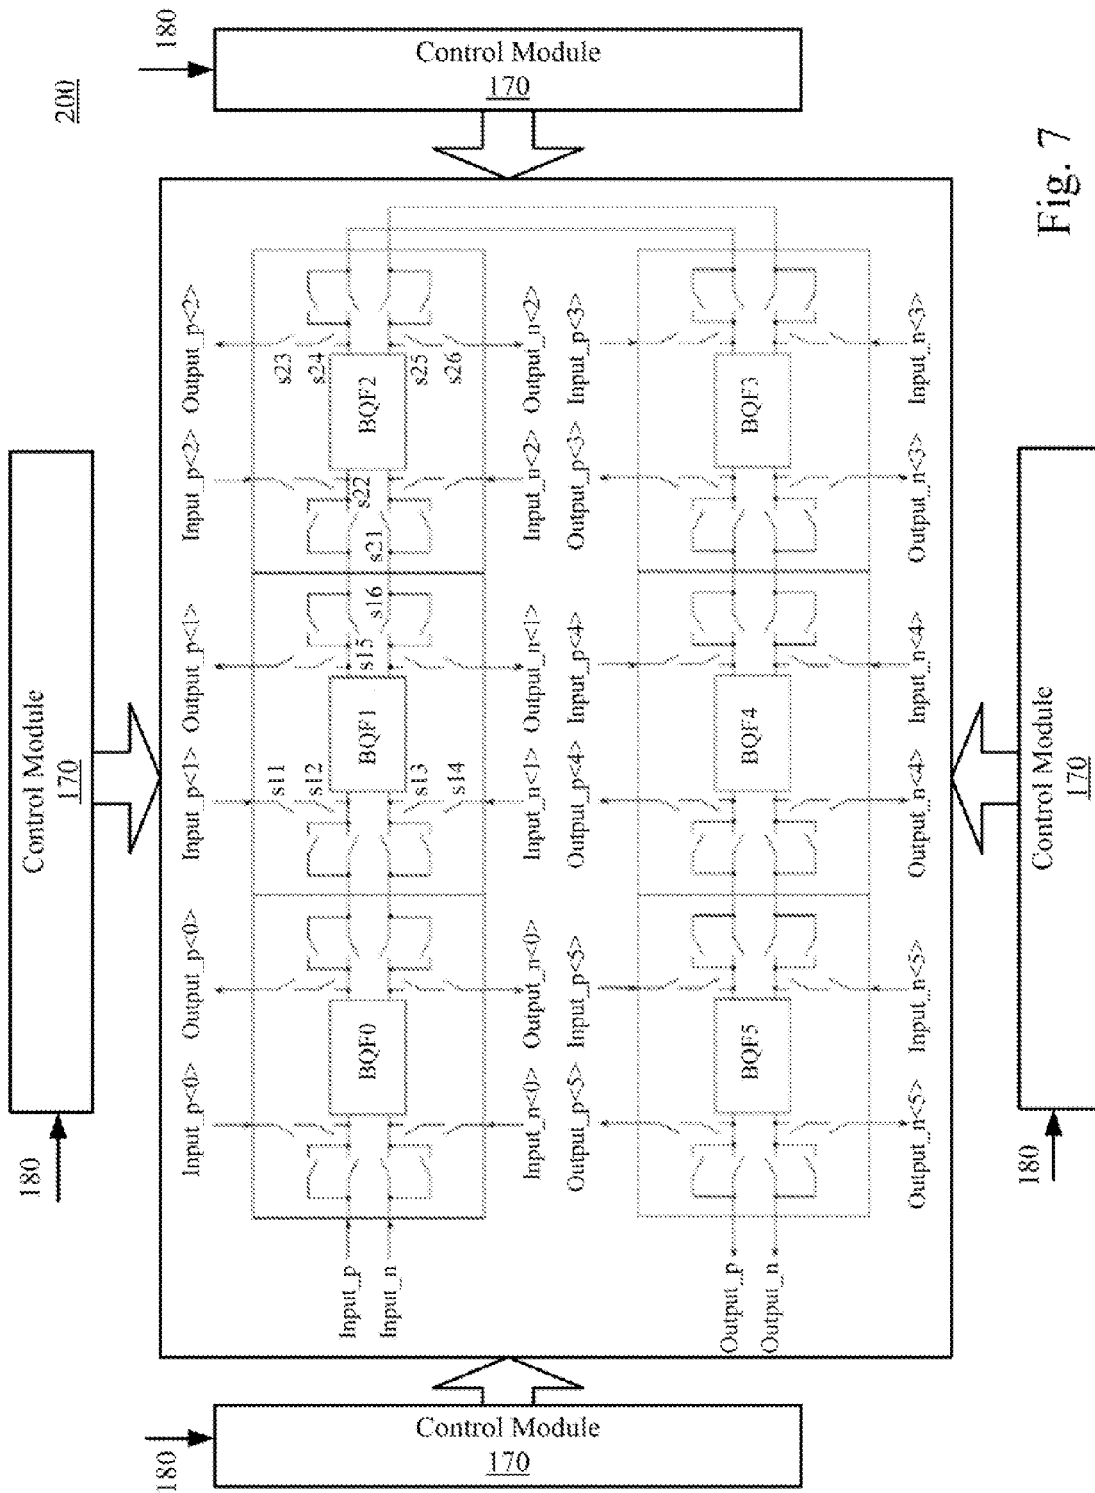 200
Control Module
170
180
Control Module
170
180
Control Module
170
180
Control Module
170
180
Input_p
Input_n
Input_p<0>
Output_p<0>
Input_p<1>
Output_p<1>
Input_p<2>
Output_p<2>
s11
s12
s23
s24
BQF0
BQF1
s15
s16
s21
s22
BQF2
s13
s14
s25
s26
Input_n<0>
Output_n<0>
Input_n<1>
Output_n<1>
Input_n<2>
Output_n<2>
Output_p<5>
Input_p<5>
Output_p<4>
Input_p<4>
Output_p<3>
Input_p<3>
Output_p
Output_n
BQF5
BQF4
BQF3
Output_n<5>
Input_n<5>
Output_n<4>
Input_n<4>
Output_n<3>
Input_n<3>
Fig. 7